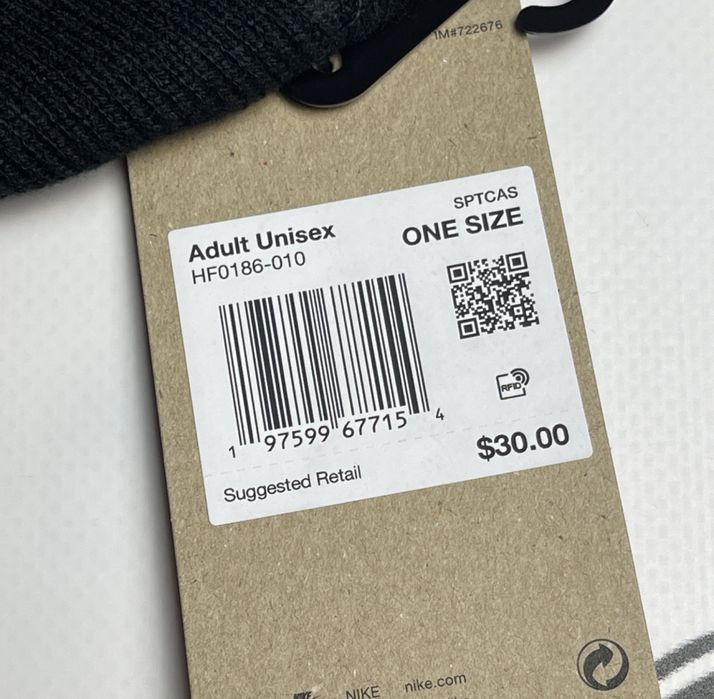 IM#722676
SPTCAS
Adult Unisex ONE SIZE
HF0186-010
RFID
1 97599 67715 4
$30.00
Suggested Retail
NIKE NIKE nike.com